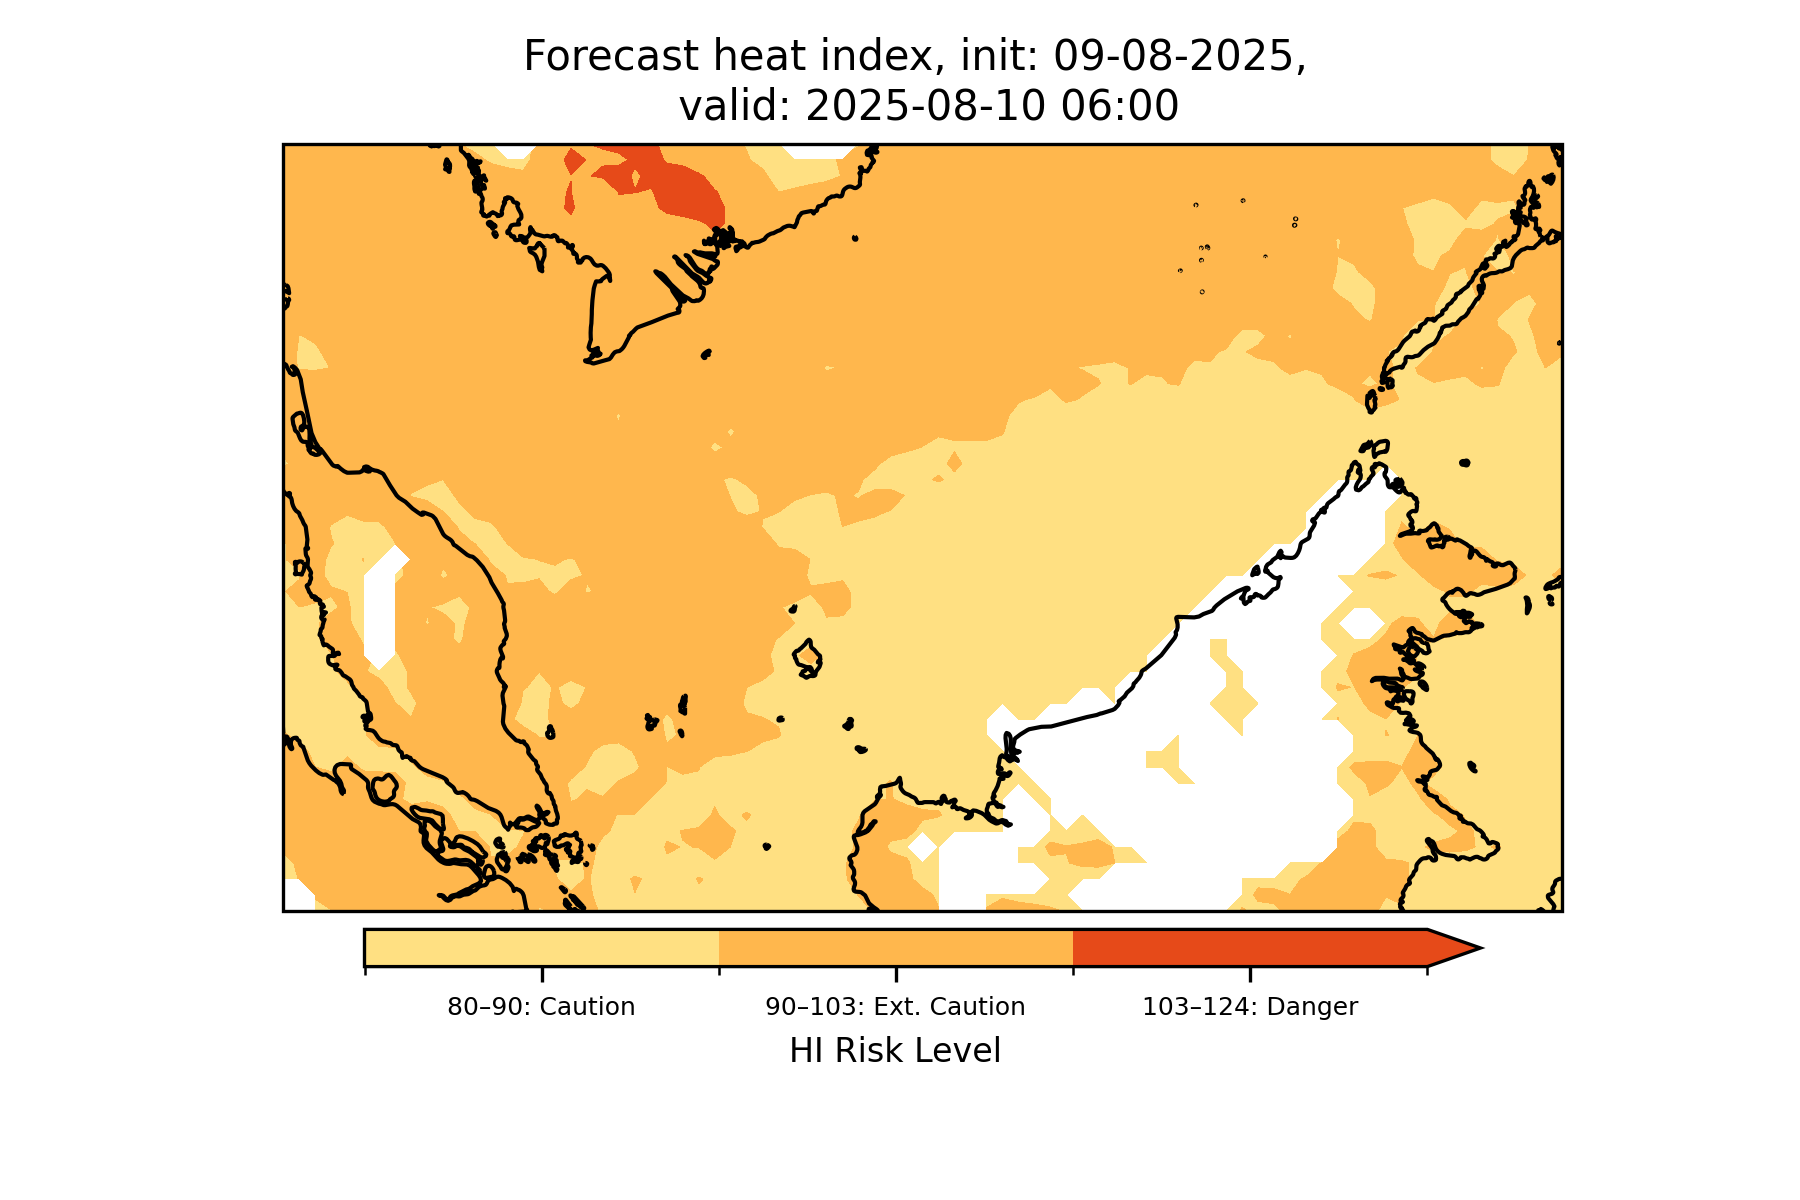 Forecast heat index, init: 09-08-2025,
valid: 2025-08-10 06:00
80–90: Caution
90–103: Ext. Caution
103–124: Danger
HI Risk Level